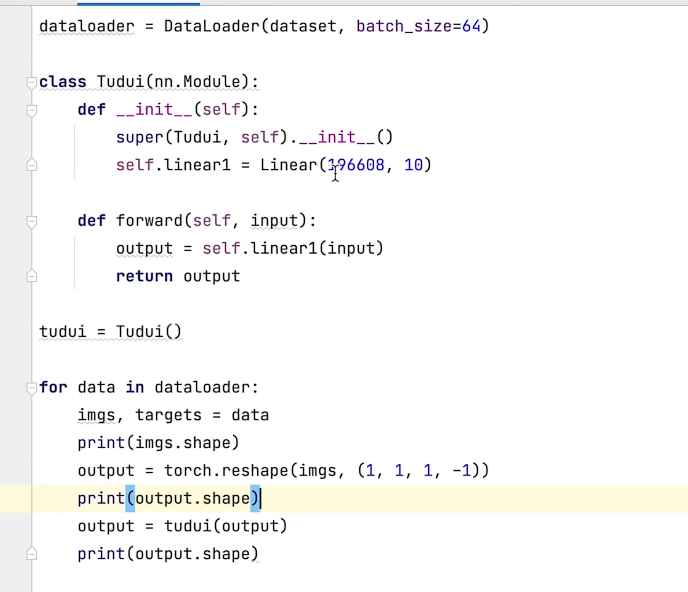 dataloader = DataLoader(dataset, batch_size=64)
class Tudui(nn.Module):
def __init__(self):
super(Tudui, self).__init__()
self.linear1 = Linear(196608, 10)
def forward(self, input):
output = self.linear1(input)
return output
tudui = Tudui()
for data in dataloader:
imgs, targets = data
print(imgs.shape)
output = torch.reshape(imgs, (1, 1, 1, -1))
print(output.shape)
output = tudui(output)
print(output.shape)